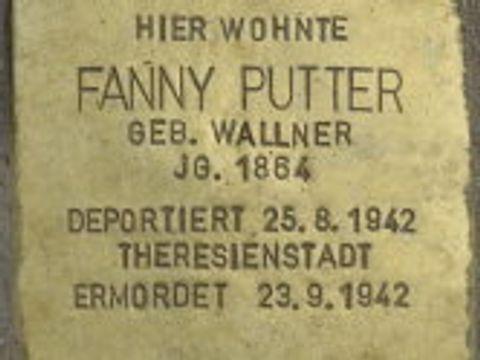 HIER WOHNTE
FANNY PUTTER
GEB. WALLNER
JG. 1864
DEPORTIERT 25.8.1942
THERESIENSTADT
ERMORDET 23.9.1942